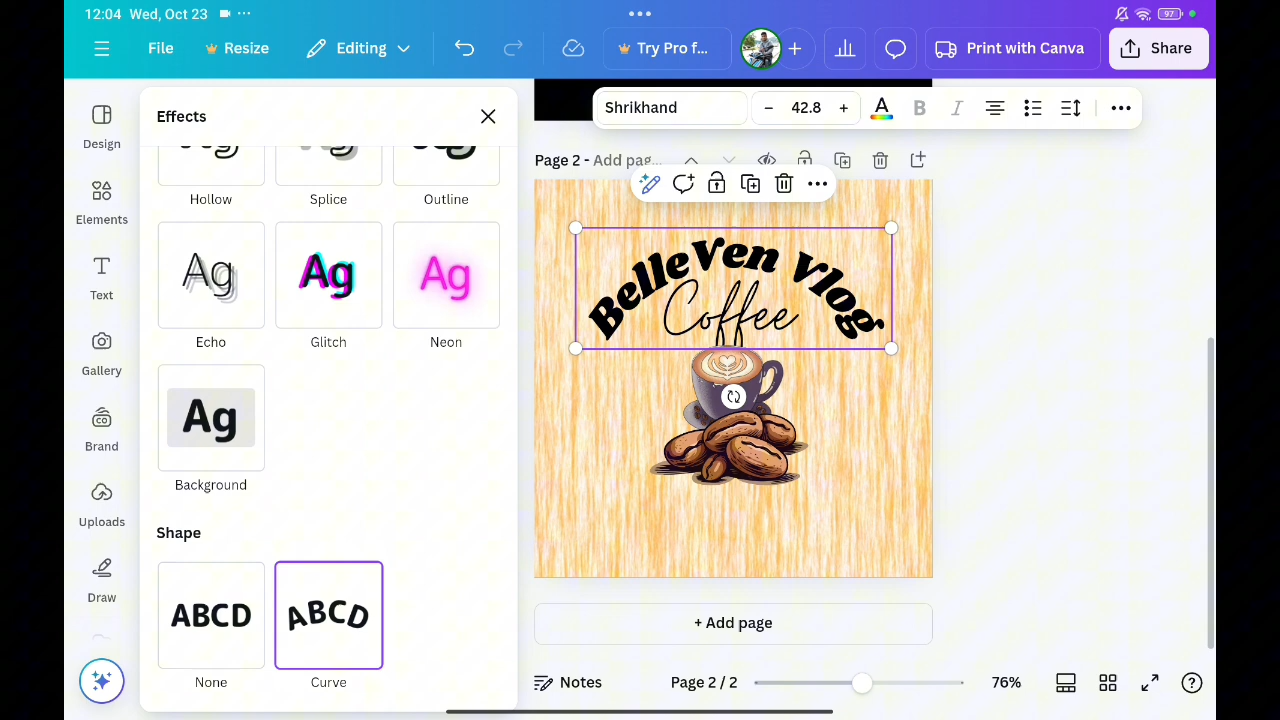 12:04 Wed, Oct 23
97
File
Resize
Editing
Try Pro f...
Print with Canva
Share
Design
Elements
Text
Gallery
Brand
Uploads
Draw
Effects
Hollow
Splice
Outline
Ag
Ag
Ag
Echo
Glitch
Neon
Ag
Background
Shape
ABCD
ABCD
None
Curve
Shrikhand
42.8
A
B
I
Page 2 - Add pag...
BelleVen Vlog
Coffee
+ Add page
Notes
Page 2 / 2
76%